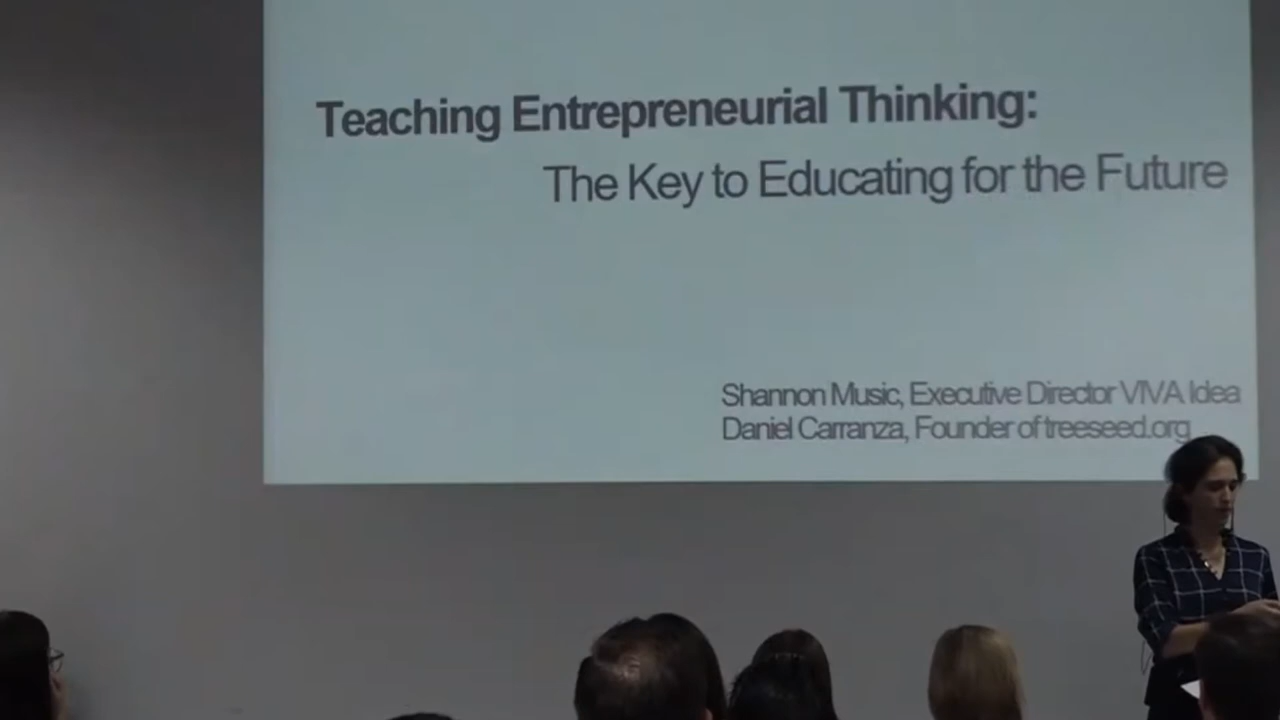 Teaching Entrepreneurial Thinking:
The Key to Educating for the Future
Shannon Music, Executive Director VIVA Idea
Daniel Carranza, Founder of treeseed.org